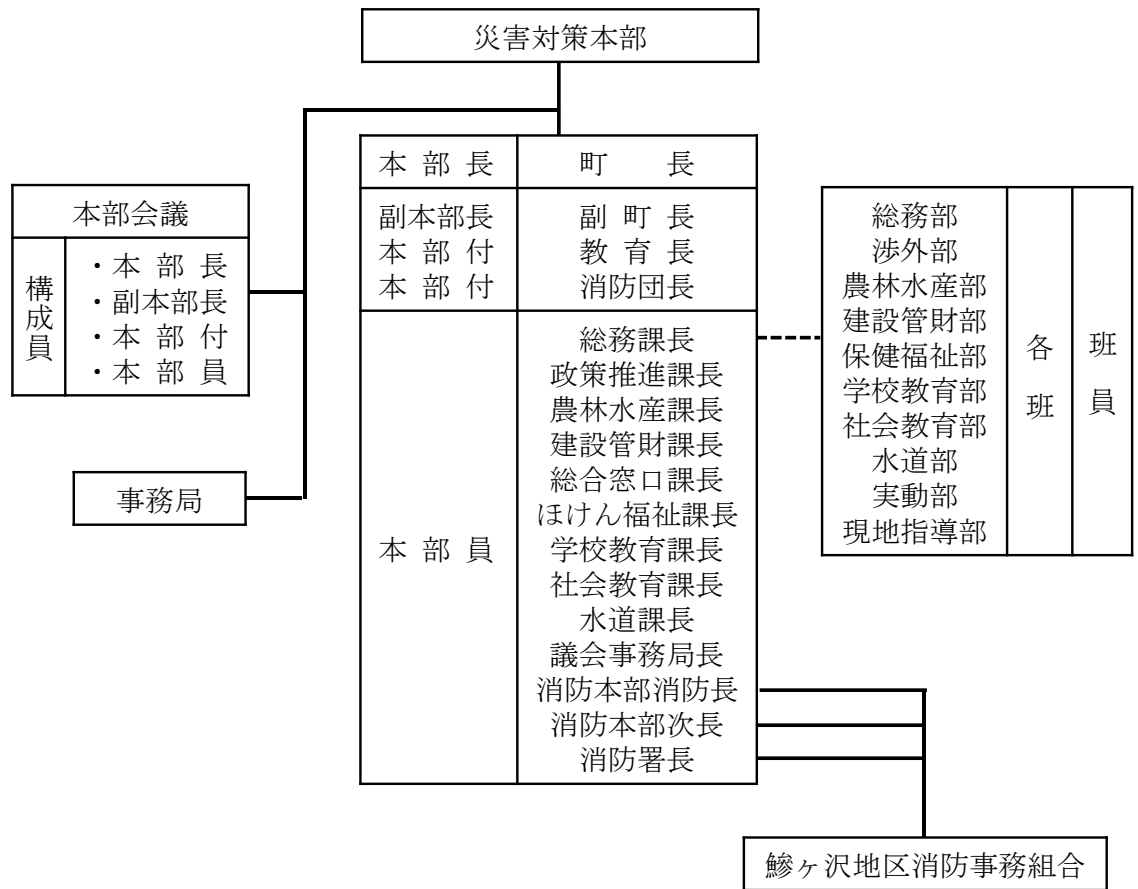 災害対策本部
本部長 町長
副本部長 副町長
本部付 教育長
本部付 消防団長
本部員
総務課長
政策推進課長
農林水産課長
建設管財課長
総合窓口課長
ほけん福祉課長
学校教育課長
社会教育課長
水道課長
議会事務局長
消防本部消防長
消防本部次長
消防署長
本部会議
構成員
・本部長
・副本部長
・本部付
・本部員
事務局
総務部
渉外部
農林水産部
建設管財部
保健福祉部
学校教育部
社会教育部
水道部
実動部
現地指導部
各班
班員
鰺ヶ沢地区消防事務組合